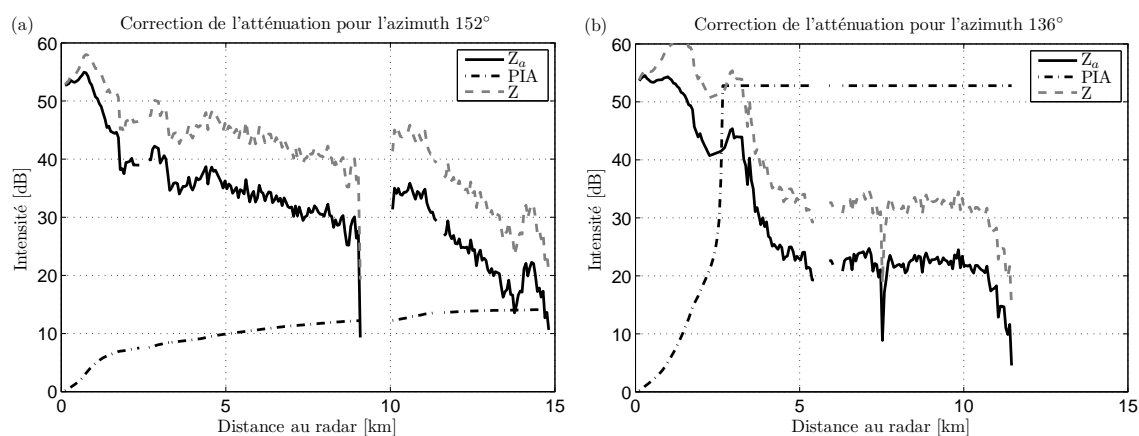 (a) Correction de l'atténuation pour l'azimuth 152°
60
50
40
30
20
10
0
Intensité [dB]
Z_a
PIA
Z
0 5 10 15
Distance au radar [km]
(b) Correction de l'atténuation pour l'azimuth 136°
60
50
40
30
20
10
0
Intensité [dB]
Z_a
PIA
Z
0 5 10 15
Distance au radar [km]